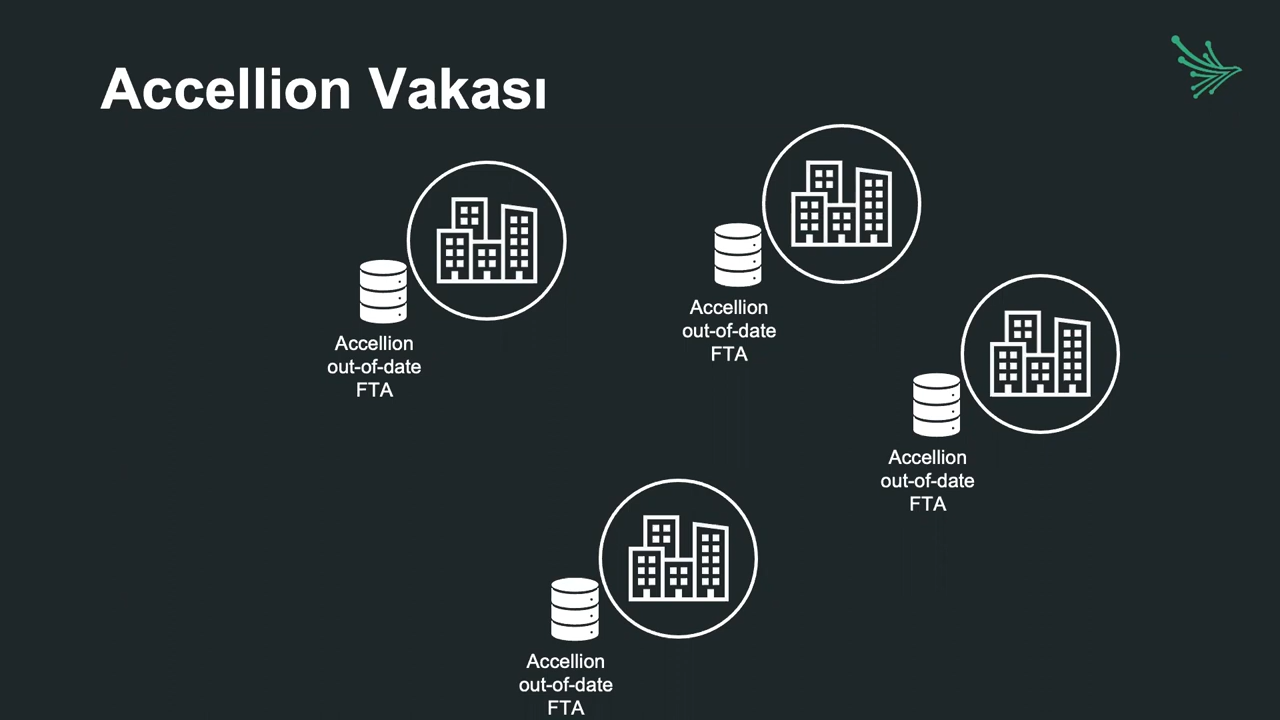 Accellion Vakası
Accellion
out-of-date
FTA
Accellion
out-of-date
FTA
Accellion
out-of-date
FTA
Accellion
out-of-date
FTA